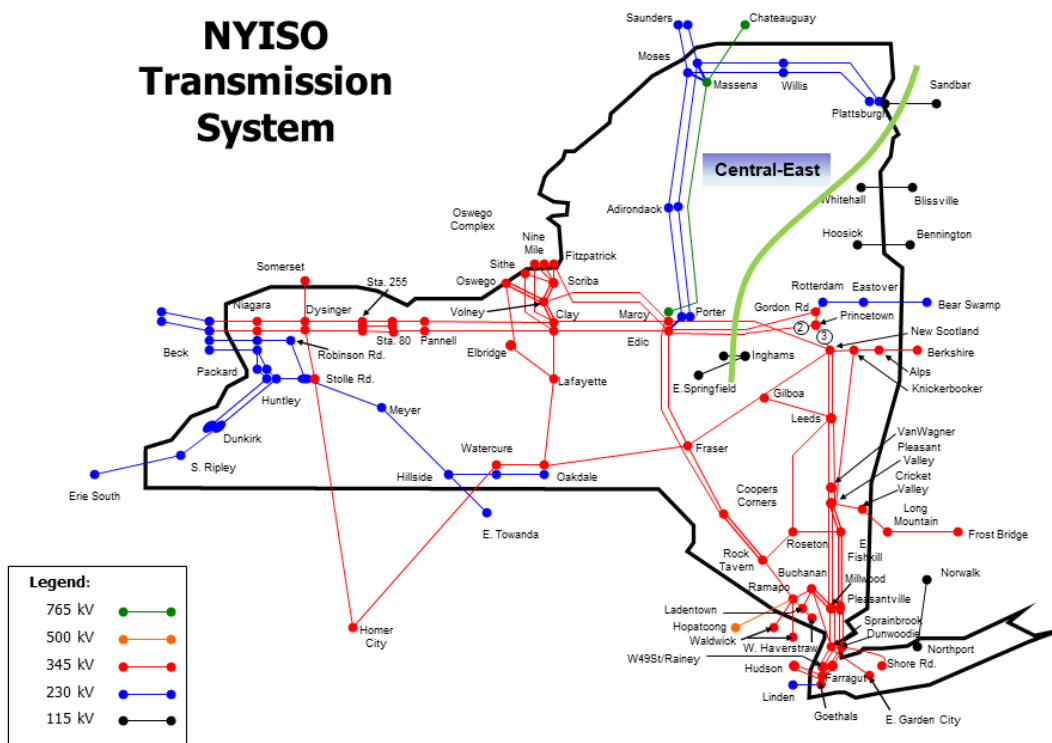 NYISO
Transmission
System
Saunders
Chateauguay
Moses
Massena
Willis
Plattsburgh
Sandbar
Central-East
Whitehall
Blissville
Adirondack
Oswego
Complex
Hoosick
Bennington
Nine
Mile
Fitzpatrick
Sithe
Somerset
Sta. 255
Oswego
Scriba
Rotterdam
Eastover
Bear Swamp
Niagara
Dysinger
Volney
Clay
Marcy
Porter
Gordon Rd.
Princetown
2
3
New Scotland
Beck
Robinson Rd.
Sta. 80
Pannell
Edic
Elbridge
Inghams
Berkshire
Packard
Stolle Rd.
Lafayette
E.Springfield
Alps
Knickerbocker
Huntley
Meyer
Gilboa
Leeds
Dunkirk
Watercure
Fraser
VanWagner
Pleasant
Valley
Cricket
Valley
S. Ripley
Hillside
Oakdale
Erie South
Coopers
Corners
Long
Mountain
E. Towanda
Roseton
E.
Fishkill
Frost Bridge
Rock
Tavern
Buchanan
Millwood
Norwalk
Legend:
765 kV
500 kV
345 kV
230 kV
115 kV
Ramapo
Pleasantville
Ladentown
Hopatcong
Waldwick
W. Haverstraw
Sprainbrook
Dunwoodie
Homer
City
Northport
W49St/Rainey
Hudson
Farragut
Shore Rd.
Linden
Goethals
E. Garden City